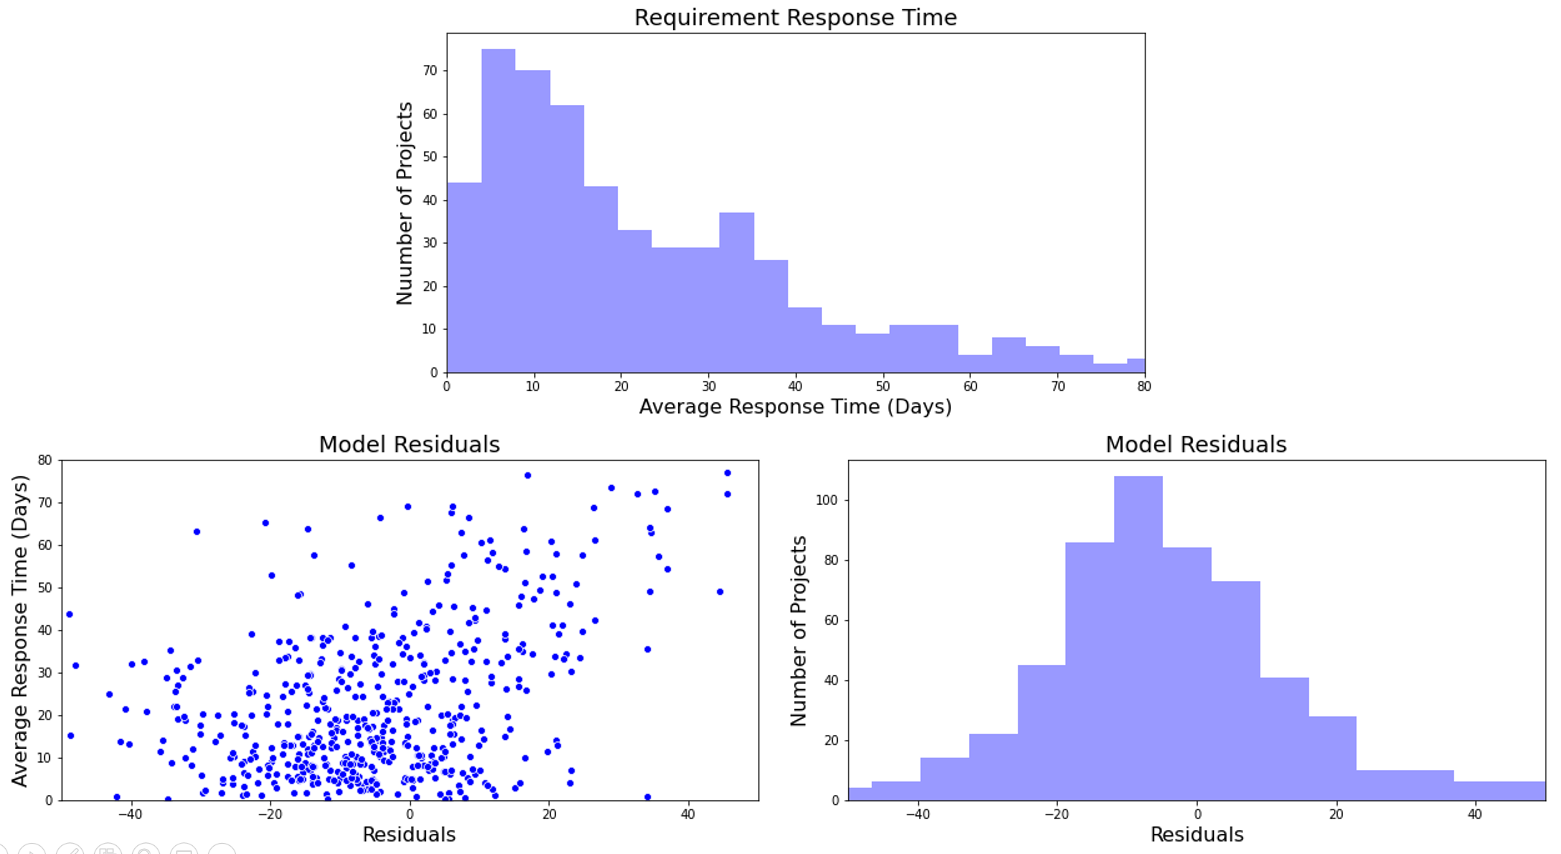 Requirement Response Time
Nuumber of Projects
70
60
50
40
30
20
10
0
0 10 20 30 40 50 60 70 80
Average Response Time (Days)
Model Residuals
Average Response Time (Days)
80
70
60
50
40
30
20
10
0
−40 −20 0 20 40
Residuals
Model Residuals
Number of Projects
100
80
60
40
20
0
−40 −20 0 20 40
Residuals